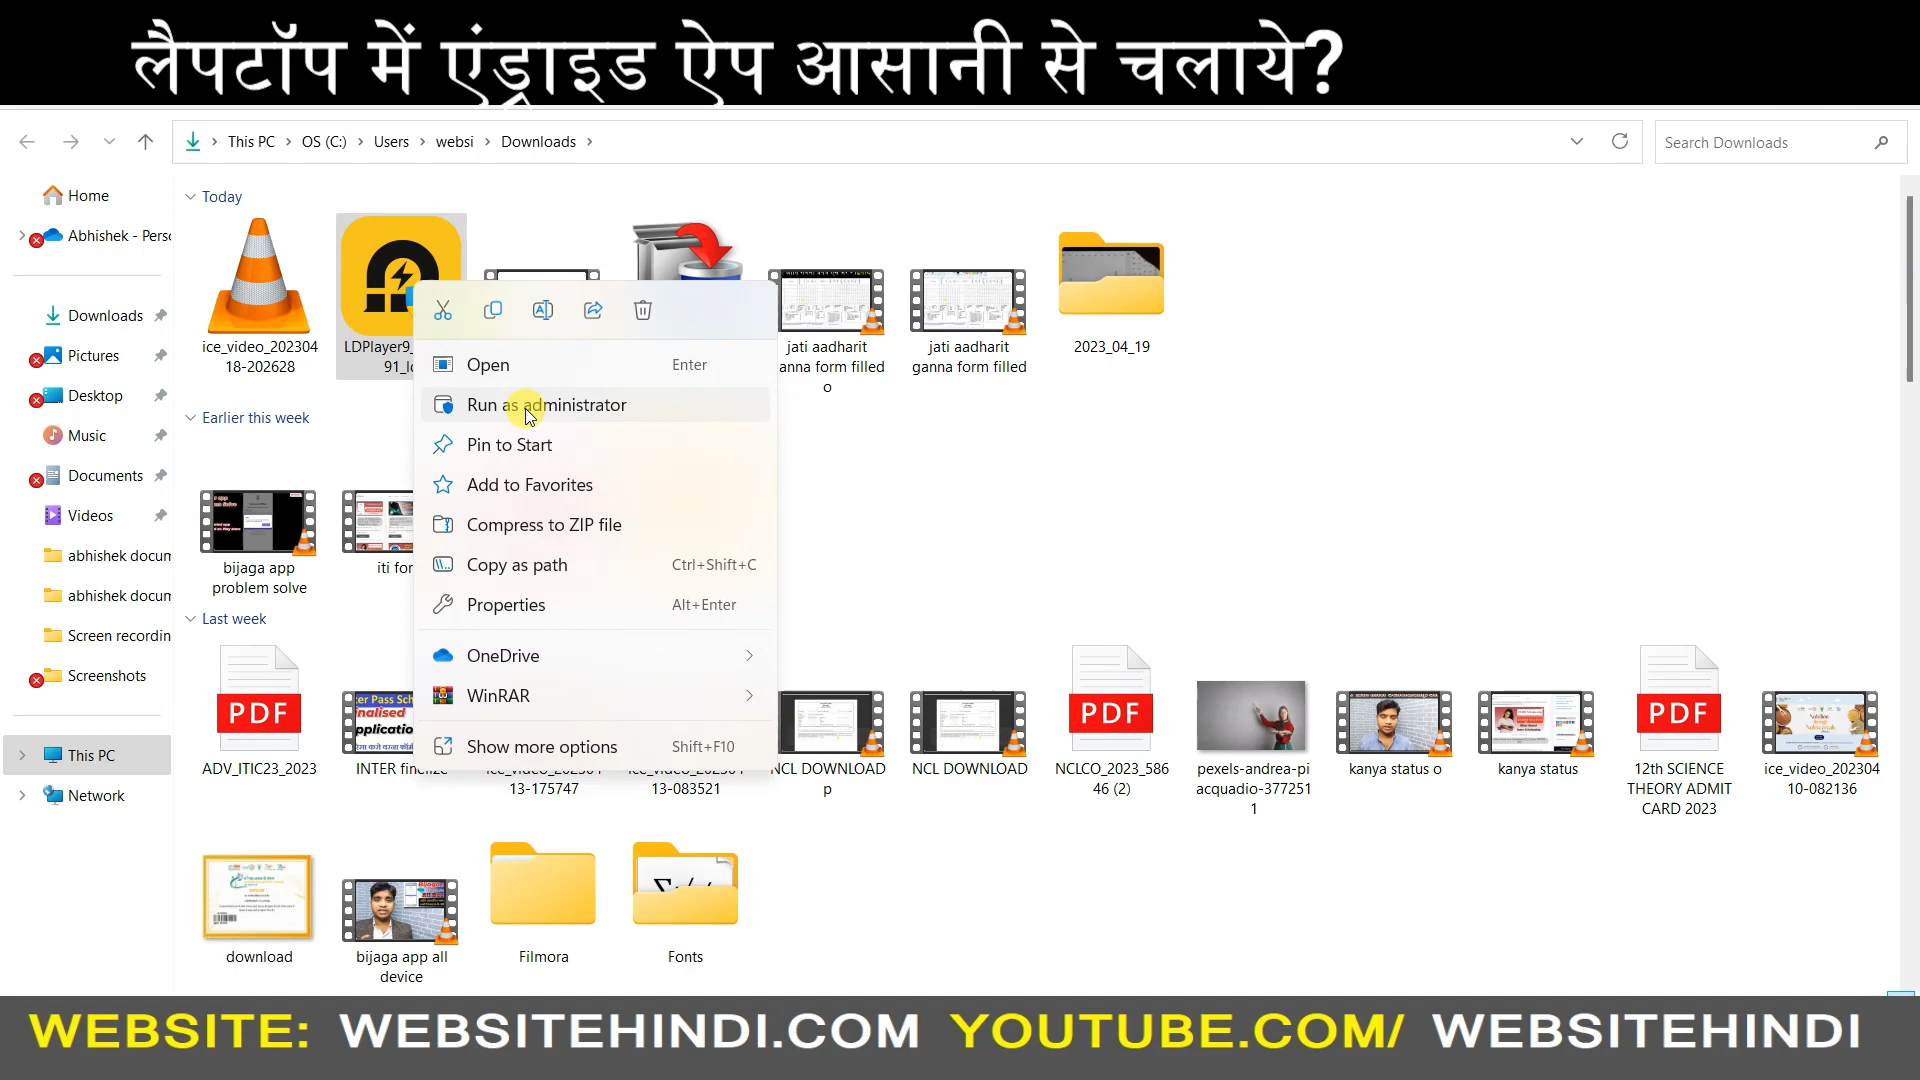 लैपटॉप में एंड्राइड ऐप आसानी से चलाये?
This PC > OS (C:) > Users > websi > Downloads >
Search Downloads
Home
Abhishek - Perso
Downloads
Pictures
Desktop
Music
Documents
Videos
abhishek docum
abhishek docum
Screen recordin
Screenshots
This PC
Network
Today
ice_video_202304
18-202628
LDPlayer9_
jati aadharit
anna form filled
o
jati aadharit
ganna form filled
2023_04_19
Open Enter
Run as administrator
Pin to Start
Add to Favorites
Compress to ZIP file
Copy as path Ctrl+Shift+C
Properties Alt+Enter
OneDrive
WinRAR
Show more options Shift+F10
Earlier this week
bijaga app
problem solve
iti for
Last week
PDF
ADV_ITIC23_2023
INTER finelize
13-175747
13-083521
NCL DOWNLOAD
p
NCL DOWNLOAD
PDF
NCLCO_2023_586
46 (2)
pexels-andrea-pi
acquadio-377251
1
kanya status o
kanya status
PDF
12th SCIENCE
THEORY ADMIT
CARD 2023
ice_video_202304
10-082136
download
bijaga app all
device
Filmora
Fonts
WEBSITE: WEBSITEHINDI.COM YOUTUBE.COM/ WEBSITEHINDI